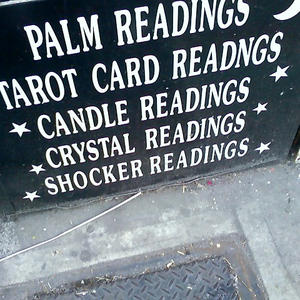 PALM READINGS
TAROT CARD READNGS
CANDLE READINGS
CRYSTAL READINGS
SHOCKER READINGS